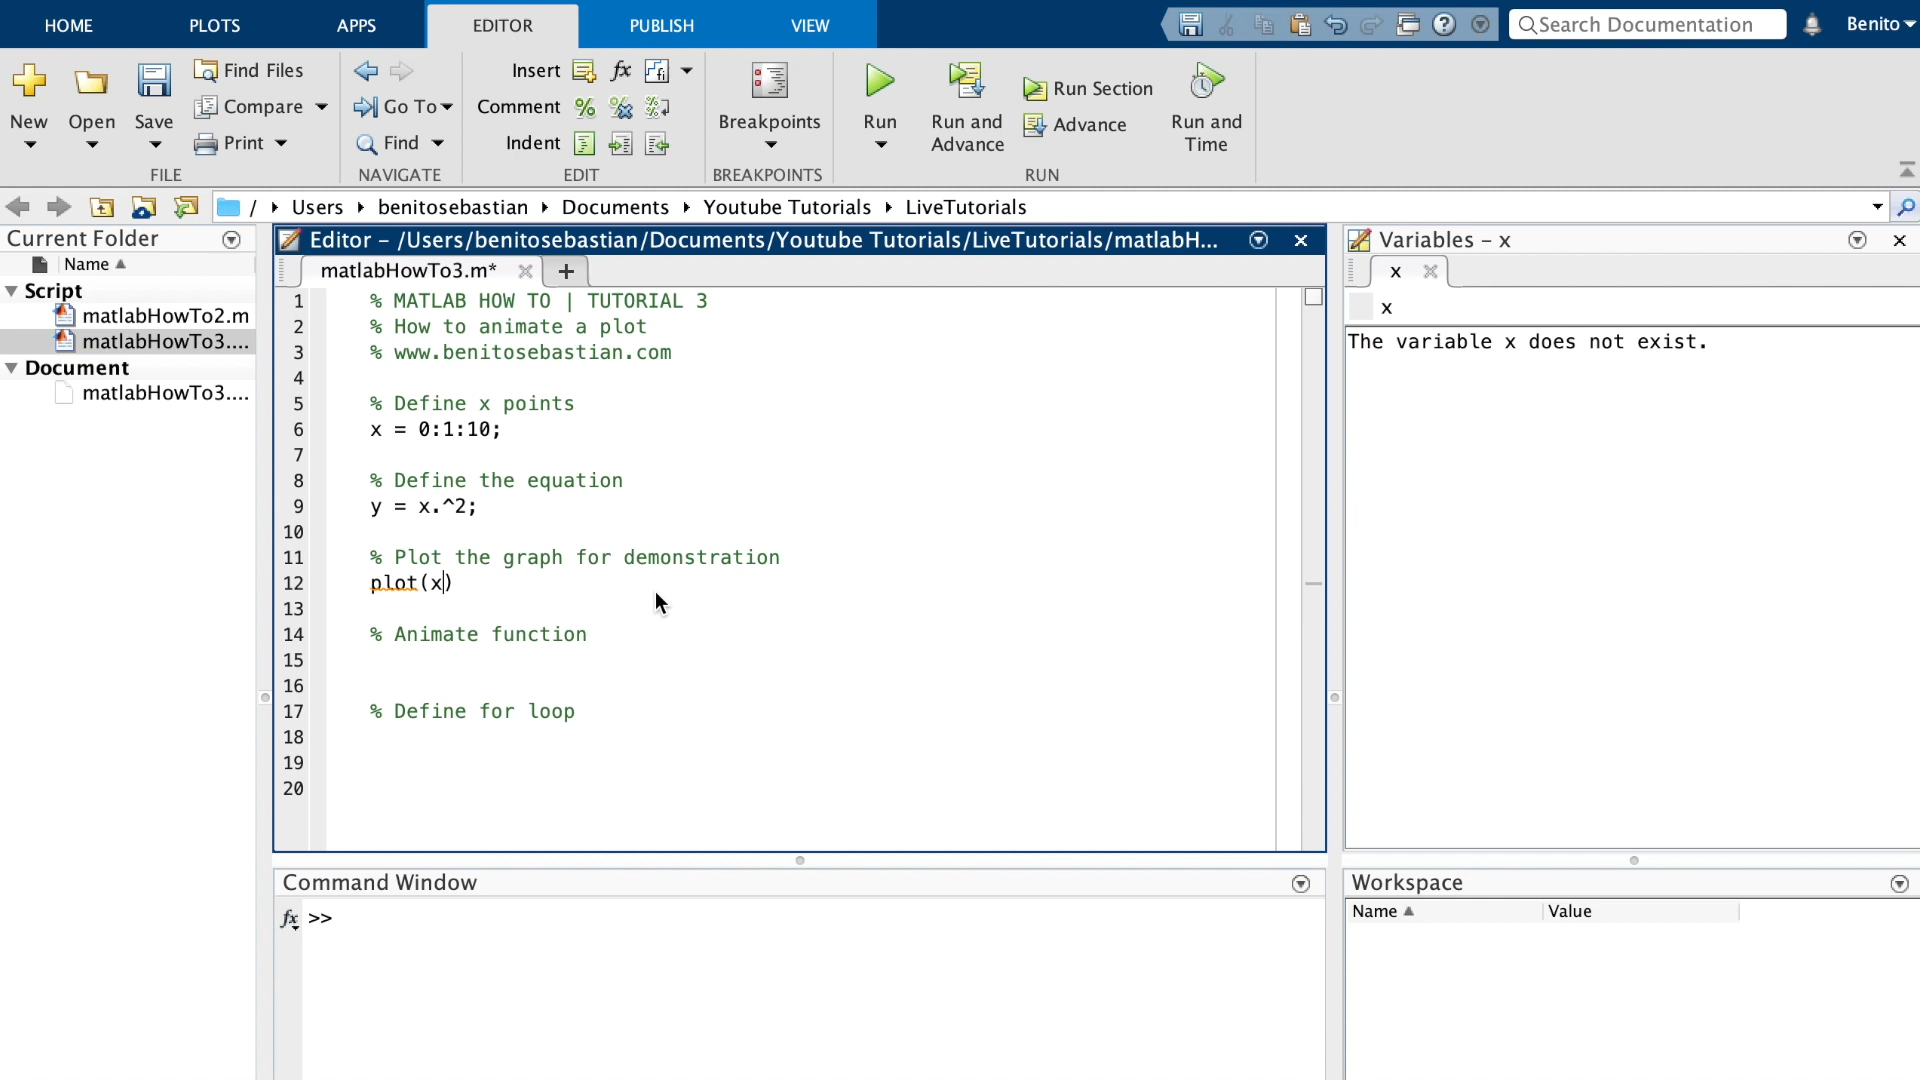 HOME PLOTS APPS EDITOR PUBLISH VIEW Search Documentation Benito
New Open Save Find Files Compare Print
FILE
Go To Find
NAVIGATE
Insert fx fi
Comment
Indent
EDIT
Breakpoints
BREAKPOINTS
Run Run and Advance Run Section Advance Run and Time
RUN
/ Users benitosebastian Documents Youtube Tutorials LiveTutorials
Current Folder
Name
Script
matlabHowTo2.m
matlabHowTo3....
Document
matlabHowTo3....
Editor – /Users/benitosebastian/Documents/Youtube Tutorials/LiveTutorials/matlabH...
matlabHowTo3.m*
1 % MATLAB HOW TO | TUTORIAL 3
2 % How to animate a plot
3 % www.benitosebastian.com
4
5 % Define x points
6 x = 0:1:10;
7
8 % Define the equation
9 y = x.^2;
10
11 % Plot the graph for demonstration
12 plot(x)
13
14 % Animate function
15
16
17 % Define for loop
18
19
20
Variables – x
x
x
The variable x does not exist.
Command Window
fx >>
Workspace
Name Value